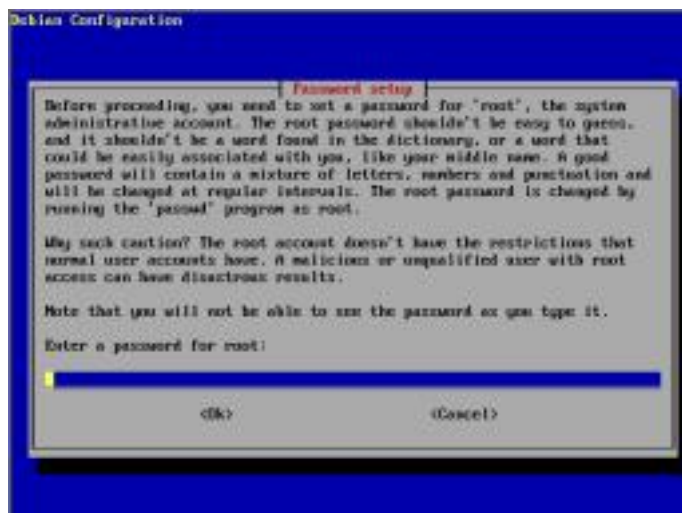 Debian Configuration
Password setup
Before proceeding, you need to set a password for 'root', the system
administrative account. The root password shouldn't be easy to guess,
and it shouldn't be a word found in the dictionary, or a word that
could be easily associated with you, like your middle name. A good
password will contain a mixture of letters, numbers and punctuation and
will be changed at regular intervals. The root password is changed by
running the 'passwd' program as root.
Why such caution? The root account doesn't have the restrictions that
normal user accounts have. A malicious or unqualified user with root
access can have disastrous results.
Note that you will not be able to see the password as you type it.
Enter a password for root:
<Ok> <Cancel>